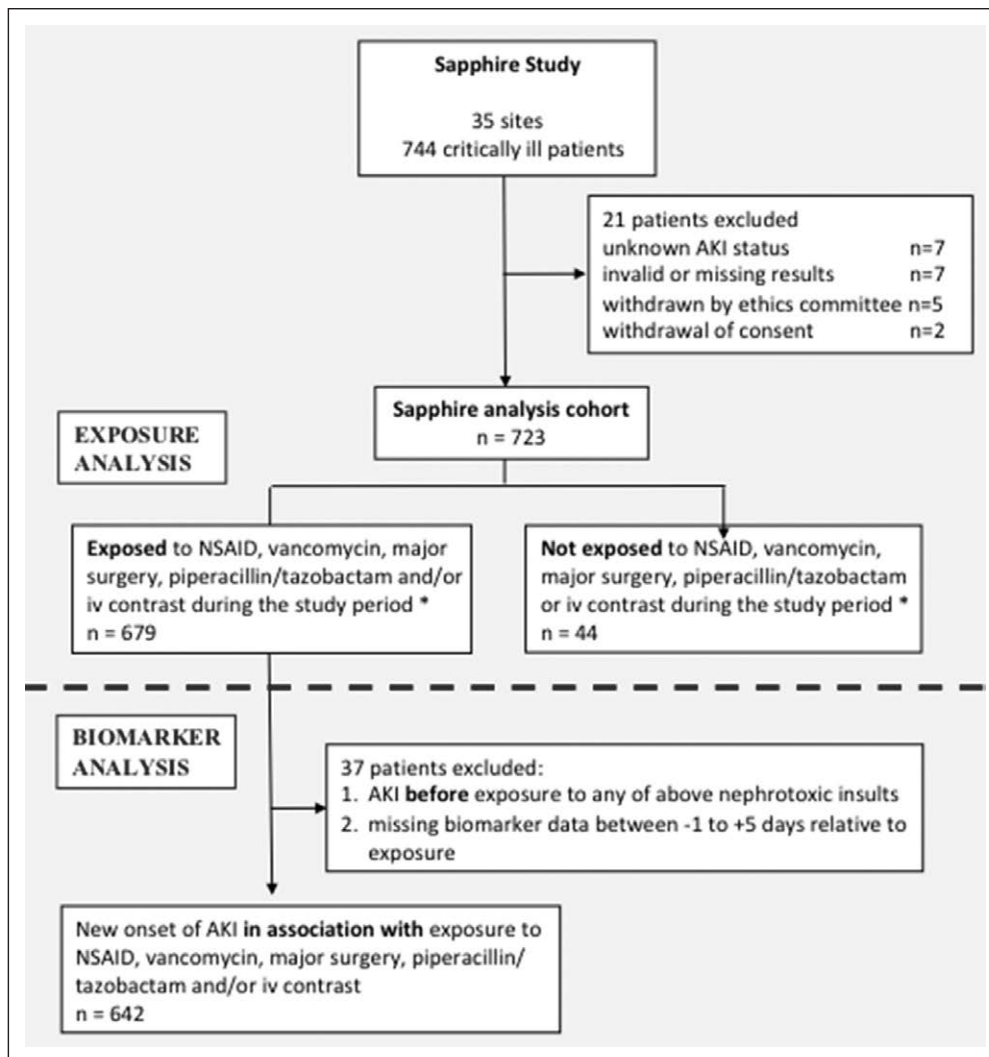 Sapphire Study
35 sites
744 critically ill patients
21 patients excluded
unknown AKI status n=7
invalid or missing results n=7
withdrawn by ethics committee n=5
withdrawal of consent n=2
Sapphire analysis cohort
n = 723
EXPOSURE
ANALYSIS
Exposed to NSAID, vancomycin, major
surgery, piperacillin/tazobactam and/or
iv contrast during the study period *
n = 679
Not exposed to NSAID, vancomycin,
major surgery, piperacillin/tazobactam
or iv contrast during the study period *
n = 44
BIOMARKER
ANALYSIS
37 patients excluded:
1. AKI before exposure to any of above nephrotoxic insults
2. missing biomarker data between -1 to +5 days relative to
exposure
New onset of AKI in association with exposure to
NSAID, vancomycin, major surgery, piperacillin/
tazobactam and/or iv contrast
n = 642